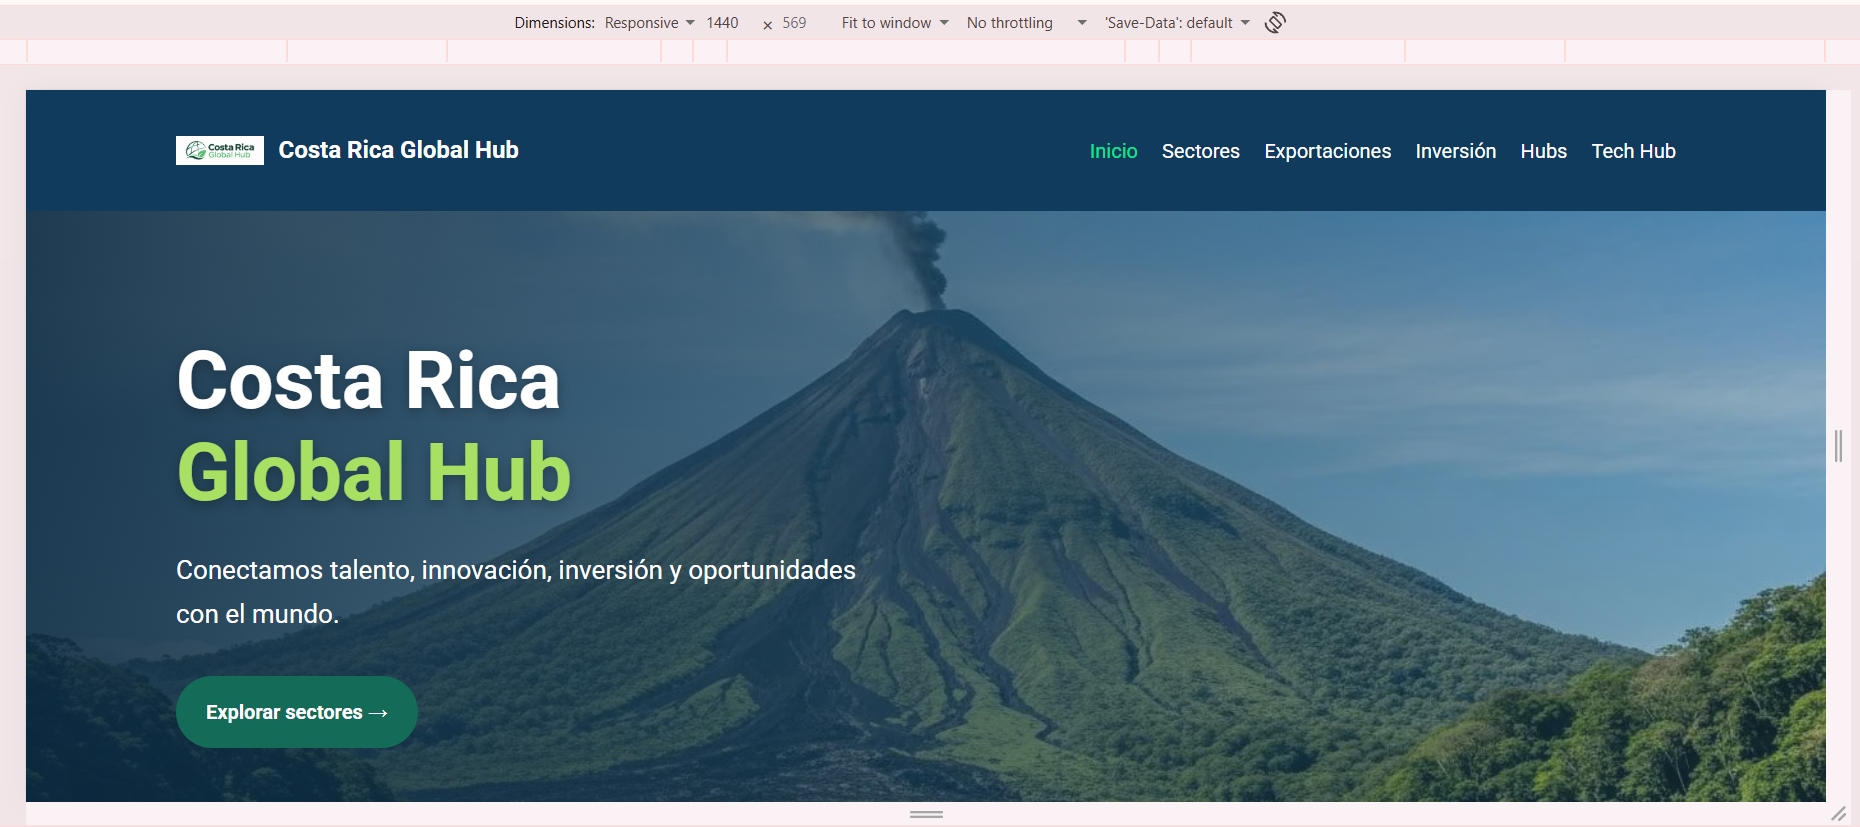 Dimensions: Responsive 1440 × 569 Fit to window No throttling 'Save-Data': default
Costa Rica
Global Hub
Costa Rica Global Hub
Inicio Sectores Exportaciones Inversión Hubs Tech Hub
Costa Rica
Global Hub
Conectamos talento, innovación, inversión y oportunidades
con el mundo.
Explorar sectores →